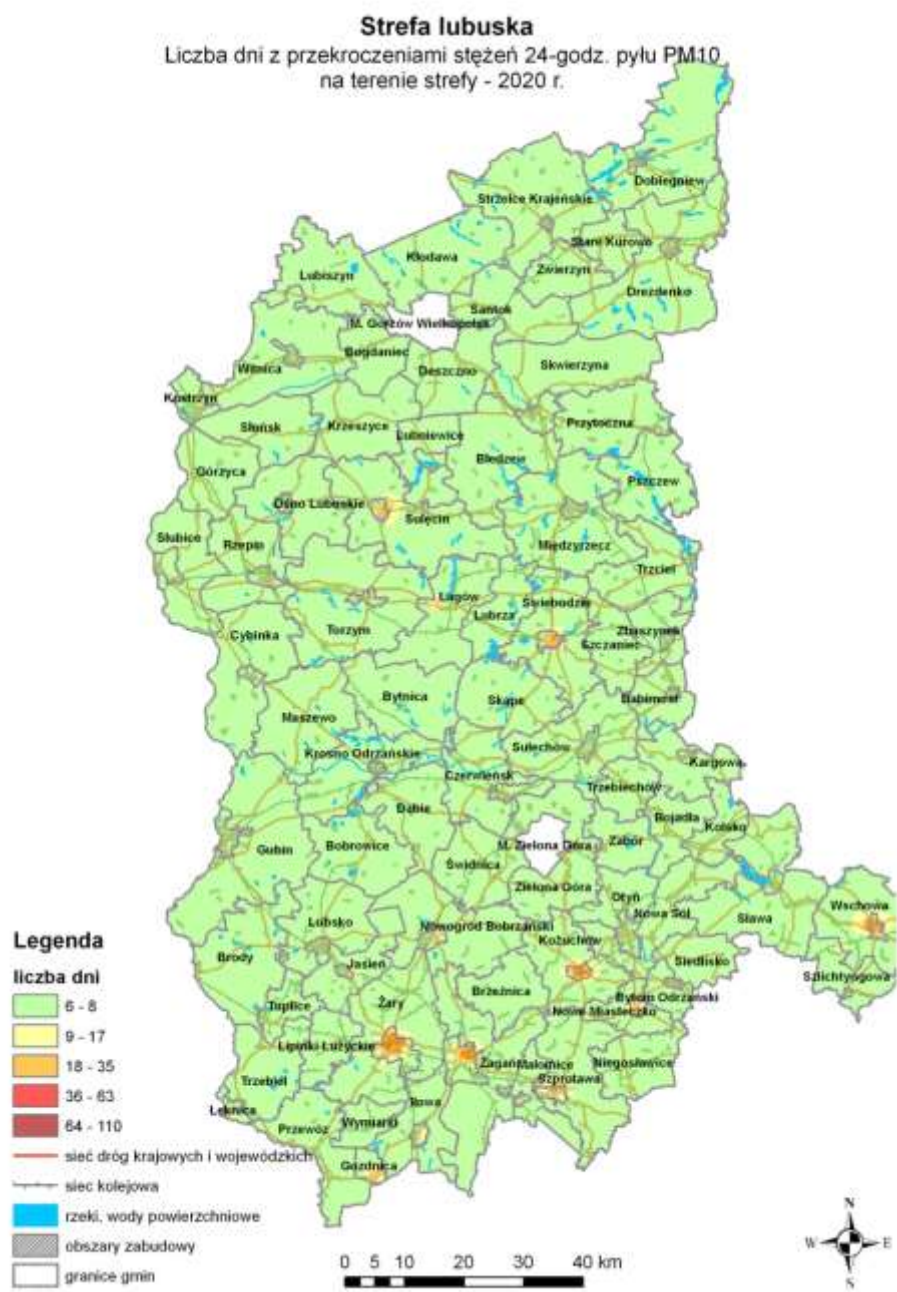 Strefa lubuska
Liczba dni z przekroczeniami stężeń 24-godz. pyłu PM10
na terenie strefy - 2020 r.
Dobiegniew
Strzelce Krajeńskie
Stare Kurowo
Kłodawa
Zwierzyn
Lubiszyn
Drezdenko
Santok
M. Gorzów Wielkopolski
Bogdaniec
Witnica
Deszczno
Skwierzyna
Kostrzyn
Słońsk
Krzeszyce
Lubniewice
Przytoczna
Bledzew
Górzyca
Pszczew
Ośno Lubuskie
Sulęcin
Słubice
Rzepin
Międzyrzecz
Trzciel
Łagów
Lubrza
Świebodzin
Cybinka
Torzym
Zbąszynek
Szczaniec
Bytnica
Skąpe
Babimost
Maszewo
Krosno Odrzańskie
Sulechów
Kargowa
Czerwieńsk
Trzebiechów
Dąbie
Bojadła
Kolsko
Gubin
Bobrowice
M. Zielona Góra
Zabór
Świdnica
Zielona Góra
Otyń
Wschowa
Lubsko
Nowogród Bobrzański
Nowa Sól
Sława
Kożuchów
Brody
Jasień
Siedlisko
Szlichtyngowa
Brzeźnica
Bytom Odrzański
Tuplice
Żary
Nowe Miasteczko
Lipinki Łużyckie
Żagań
Małomice
Niegosławice
Trzebiel
Szprotawa
Łęknica
Iłowa
Przewóz
Wymiarki
Gozdnica
Legenda
liczba dni
6 - 8
9 - 17
18 - 35
36 - 63
64 - 110
sieć dróg krajowych i wojewódzkich
siec kolejowa
rzeki, wody powierzchniowe
obszary zabudowy
granice gmin
0 5 10 20 30 40 km
N
W
E
S